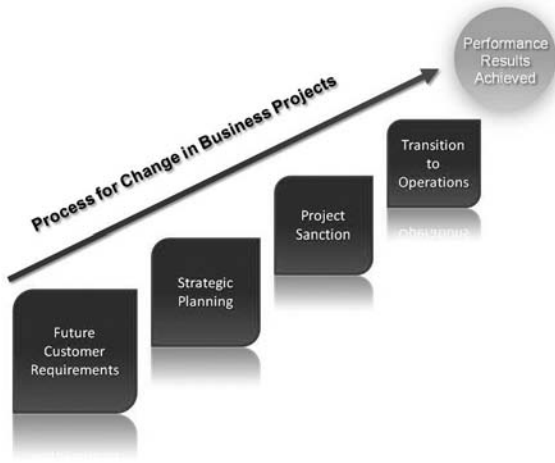 Performance
Results
Achieved
Process for Change in Business Projects
Transition
to
Operations
Project
Sanction
Strategic
Planning
Future
Customer
Requirements